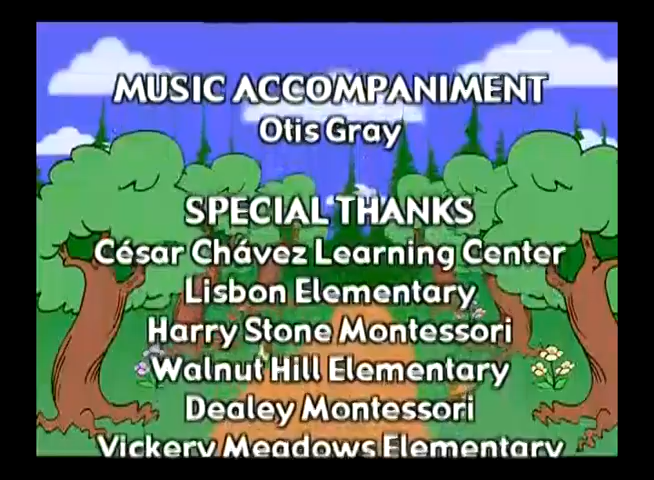 MUSIC ACCOMPANIMENT
Otis Gray
SPECIAL THANKS
César Chávez Learning Center
Lisbon Elementary
Harry Stone Montessori
Walnut Hill Elementary
Dealey Montessori
Vickery Meadows Elementary